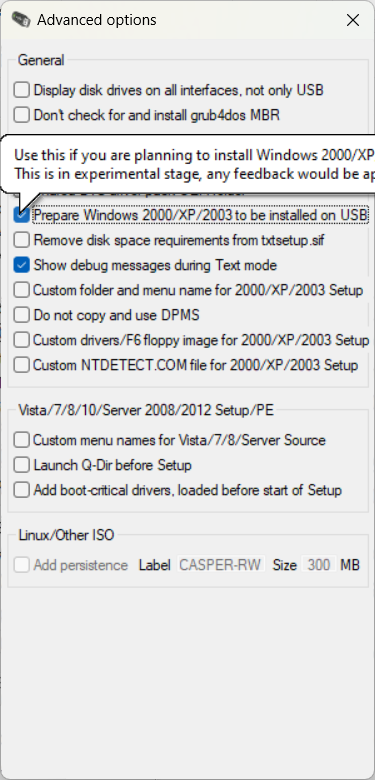 Advanced options
General
Display disk drives on all interfaces, not only USB
Don't check for and install grub4dos MBR
Use this if you are planning to install Windows 2000/XP
This is in experimental stage, any feedback would be ap
Prepare Windows 2000/XP/2003 to be installed on USB
Remove disk space requirements from txtsetup.sif
Show debug messages during Text mode
Custom folder and menu name for 2000/XP/2003 Setup
Do not copy and use DPMS
Custom drivers/F6 floppy image for 2000/XP/2003 Setup
Custom NTDETECT.COM file for 2000/XP/2003 Setup
Vista/7/8/10/Server 2008/2012 Setup/PE
Custom menu names for Vista/7/8/Server Source
Launch Q-Dir before Setup
Add boot-critical drivers, loaded before start of Setup
Linux/Other ISO
Add persistence Label CASPER-RW Size 300 MB